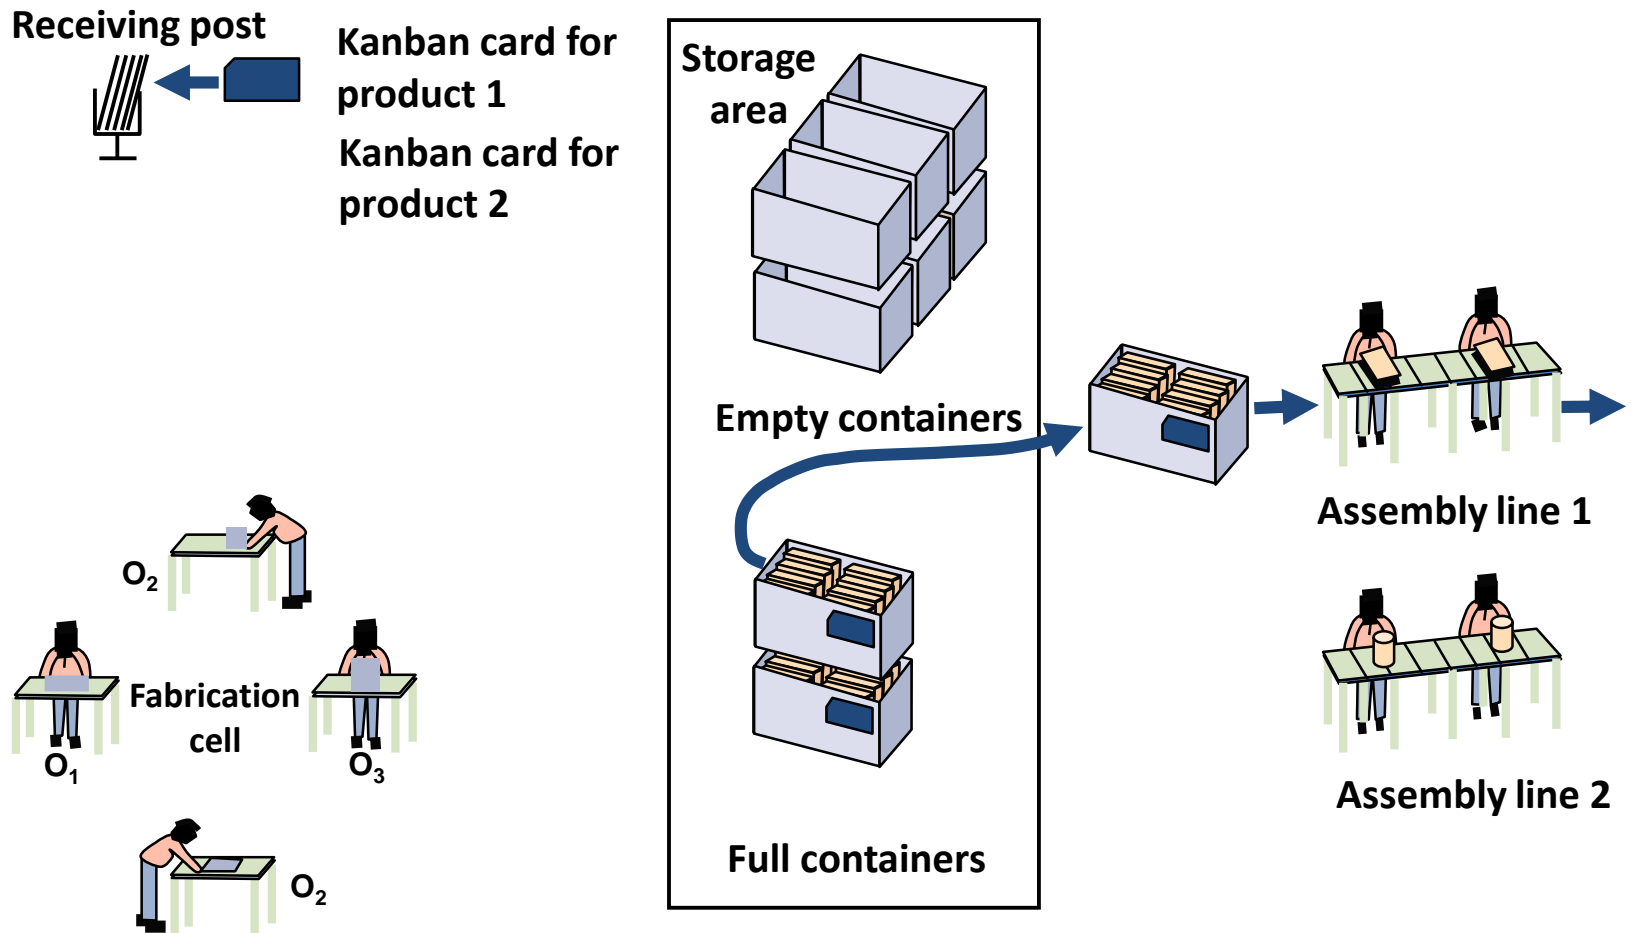 Receiving post
Kanban card for
product 1
Kanban card for
product 2
Storage
area
Empty containers
Assembly line 1
O₂
Fabrication
cell
O₁
O₃
Assembly line 2
Full containers
O₂